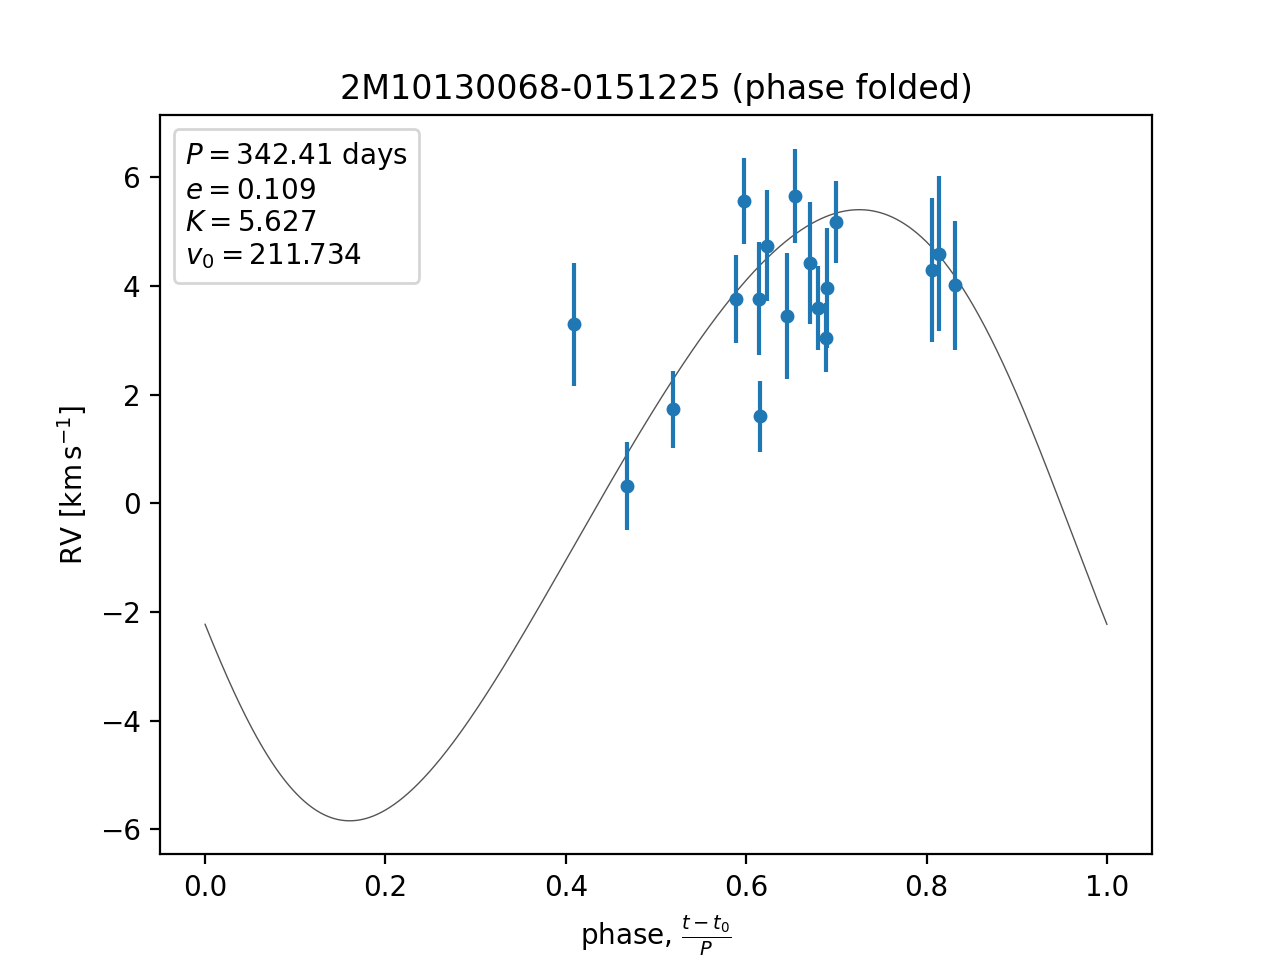 2M10130068-0151225 (phase folded)
P = 342.41 days
e = 0.109
K = 5.627
v₀ = 211.734
6
4
2
0
−2
−4
−6
RV [km s⁻¹]
0.0 0.2 0.4 0.6 0.8 1.0
phase, (t − t₀)/P